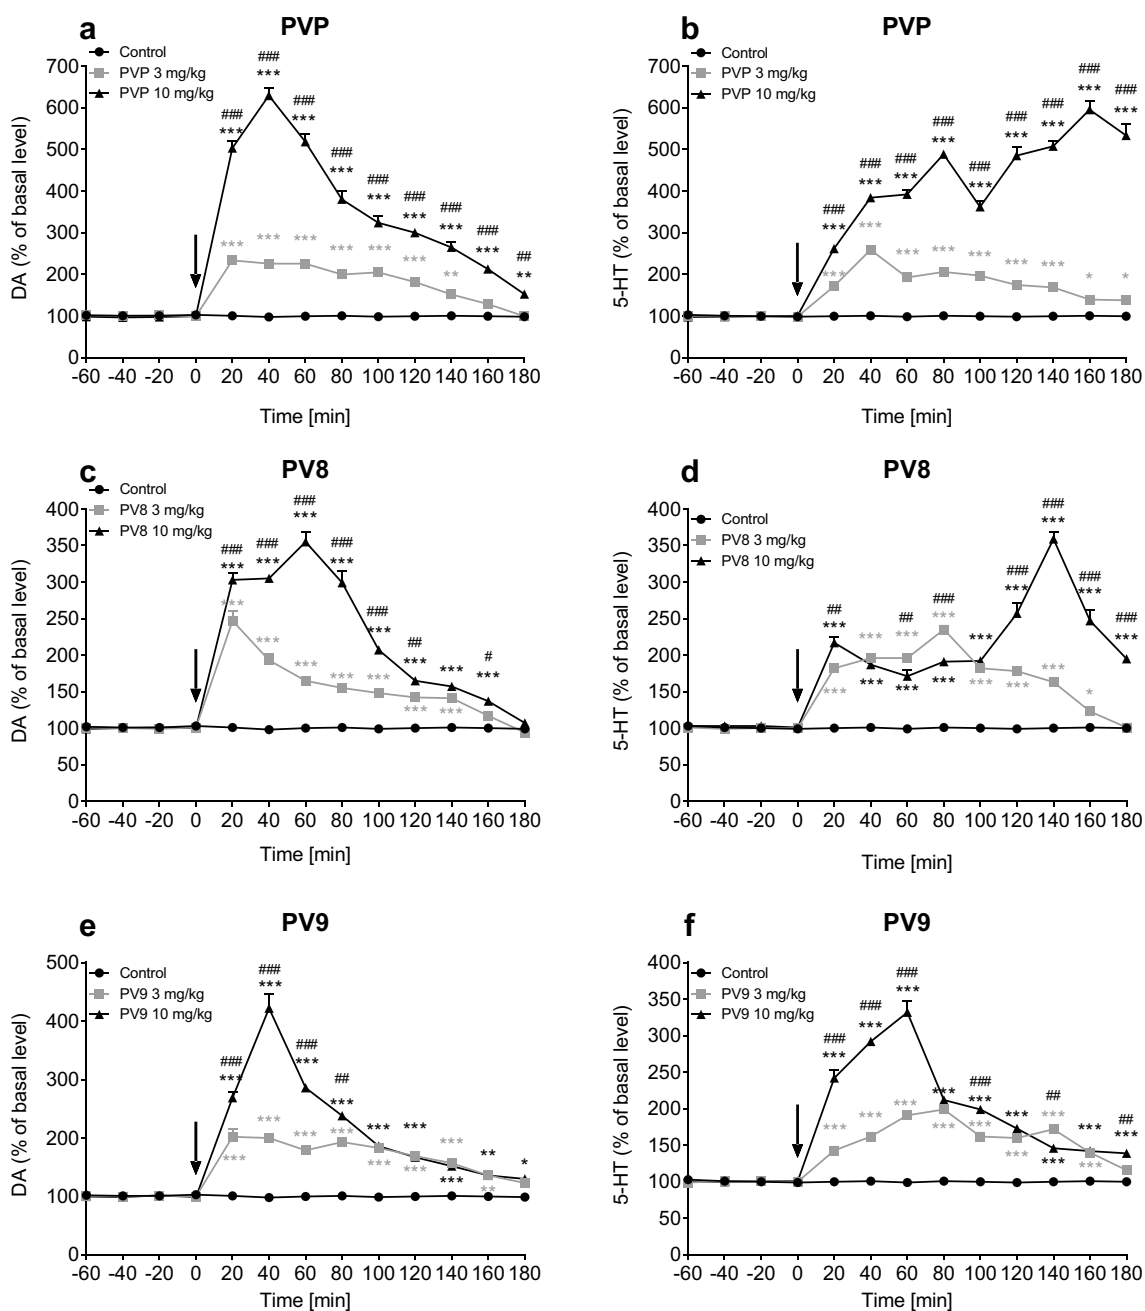 a PVP
Control
PVP 3 mg/kg
PVP 10 mg/kg
DA (% of basal level)
700
600
500
400
300
200
100
0
### ### ### ### ### ### ### ### ##
*** *** *** *** *** *** *** *** **
*** *** *** *** *** *** **
-60 -40 -20 0 20 40 60 80 100 120 140 160 180
Time [min]
b PVP
Control
PVP 3 mg/kg
PVP 10 mg/kg
5-HT (% of basal level)
700
600
500
400
300
200
100
0
### ### ### ### ### ### ### ### ###
*** *** *** *** *** *** *** *** ***
*** *** *** *** *** *** *** * *
-60 -40 -20 0 20 40 60 80 100 120 140 160 180
Time [min]
c PV8
Control
PV8 3 mg/kg
PV8 10 mg/kg
DA (% of basal level)
400
350
300
250
200
150
100
50
0
### ### ### ### ### ## #
*** *** *** *** *** *** *** ***
*** *** *** *** *** *** ***
-60 -40 -20 0 20 40 60 80 100 120 140 160 180
Time [min]
d PV8
Control
PV8 3 mg/kg
PV8 10 mg/kg
5-HT (% of basal level)
400
350
300
250
200
150
100
50
0
## ## ### ### ### ### ###
*** *** *** *** *** *** *** ***
*** *** *** *** *** *** *** *
-60 -40 -20 0 20 40 60 80 100 120 140 160 180
Time [min]
e PV9
Control
PV9 3 mg/kg
PV9 10 mg/kg
DA (% of basal level)
500
400
300
200
100
0
### ### ### ##
*** *** *** *** *** *** *** ** *
*** *** *** *** *** *** *** **
-60 -40 -20 0 20 40 60 80 100 120 140 160 180
Time [min]
f PV9
Control
PV9 3 mg/kg
PV9 10 mg/kg
5-HT (% of basal level)
400
350
300
250
200
150
100
50
0
### ### ### ### ## ##
*** *** *** *** *** *** *** *** ***
*** *** *** *** *** *** *** ***
-60 -40 -20 0 20 40 60 80 100 120 140 160 180
Time [min]